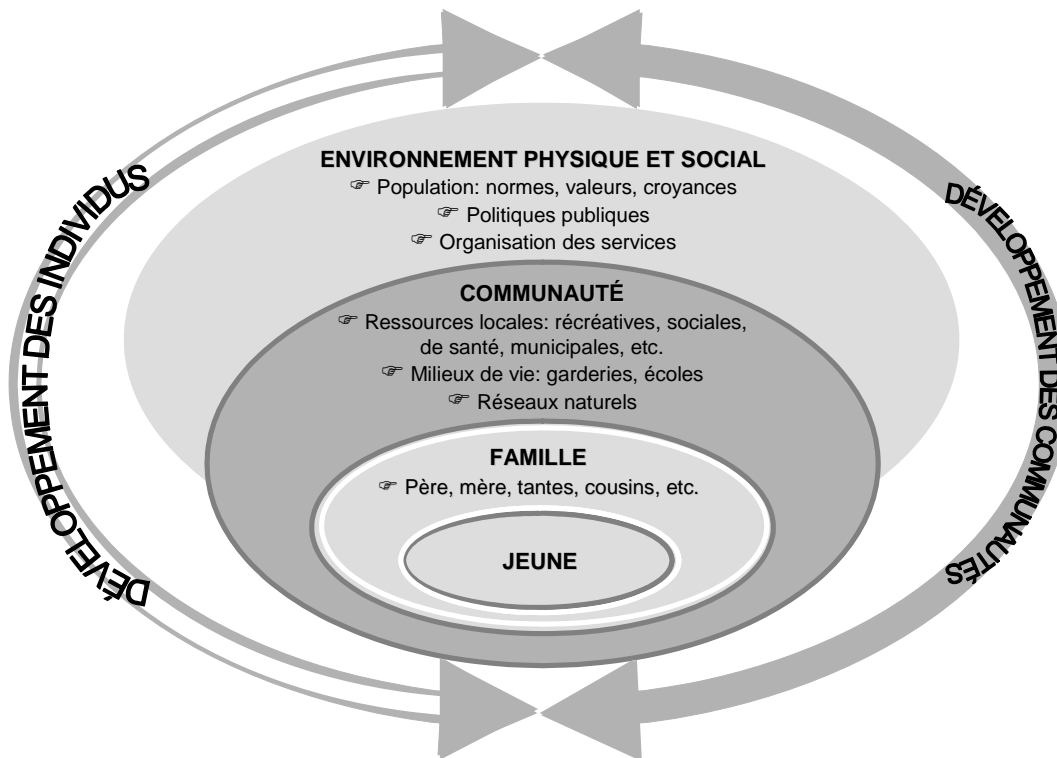 ENVIRONNEMENT PHYSIQUE ET SOCIAL
☞ Population: normes, valeurs, croyances
☞ Politiques publiques
☞ Organisation des services
COMMUNAUTÉ
☞ Ressources locales: récréatives, sociales,
de santé, municipales, etc.
☞ Milieux de vie: garderies, écoles
☞ Réseaux naturels
FAMILLE
☞ Père, mère, tantes, cousins, etc.
JEUNE
DÉVELOPPEMENT DES INDIVIDUS
DÉVELOPPEMENT DES COMMUNAUTÉS